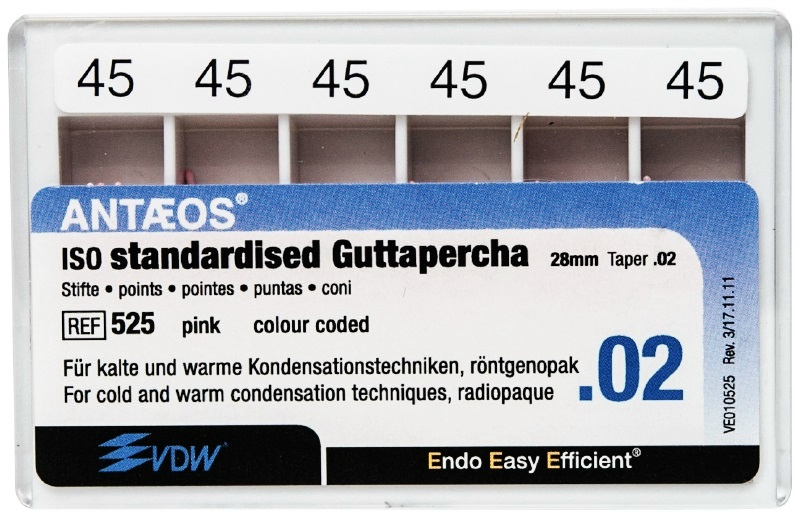 45 45 45 45 45 45
ANTÆOS®
ISO standardised Guttapercha 28mm Taper .02
Stifte • points • pointes • puntas • coni
REF 525 pink colour coded
Für kalte und warme Kondensationstechniken, röntgenopak
For cold and warm condensation techniques, radiopaque
.02
VE010525 Rev. 3/17.11.11
VDW
Endo Easy Efficient®